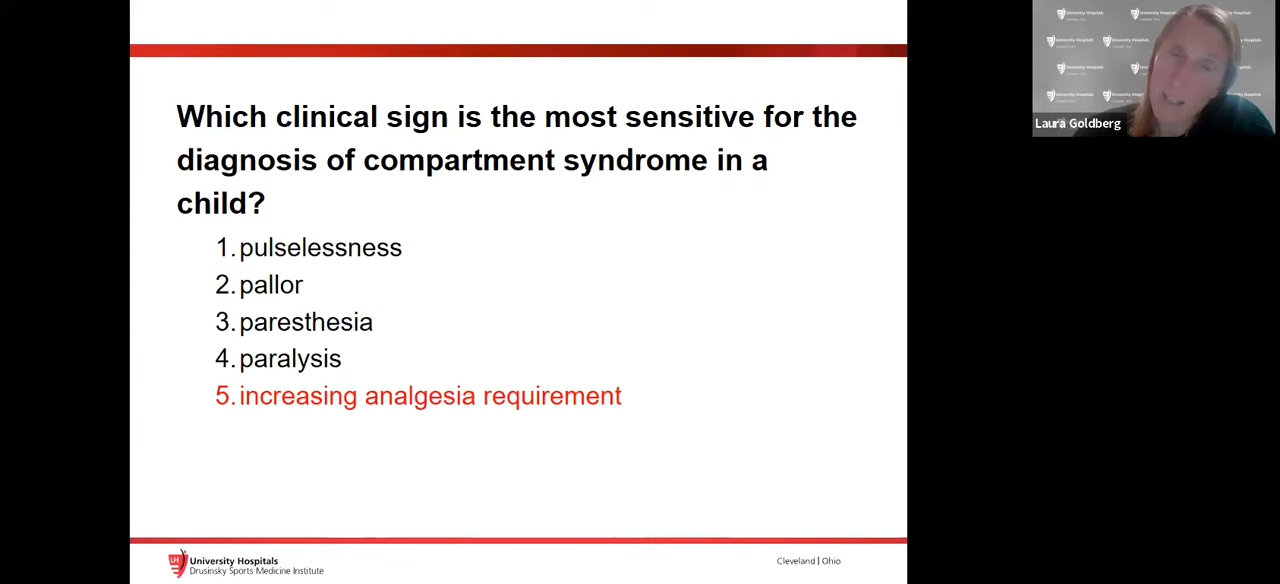 Which clinical sign is the most sensitive for the
diagnosis of compartment syndrome in a
child?
1. pulselessness
2. pallor
3. paresthesia
4. paralysis
5. increasing analgesia requirement
University Hospitals
Drusinsky Sports Medicine Institute
Cleveland | Ohio
Laura Goldberg